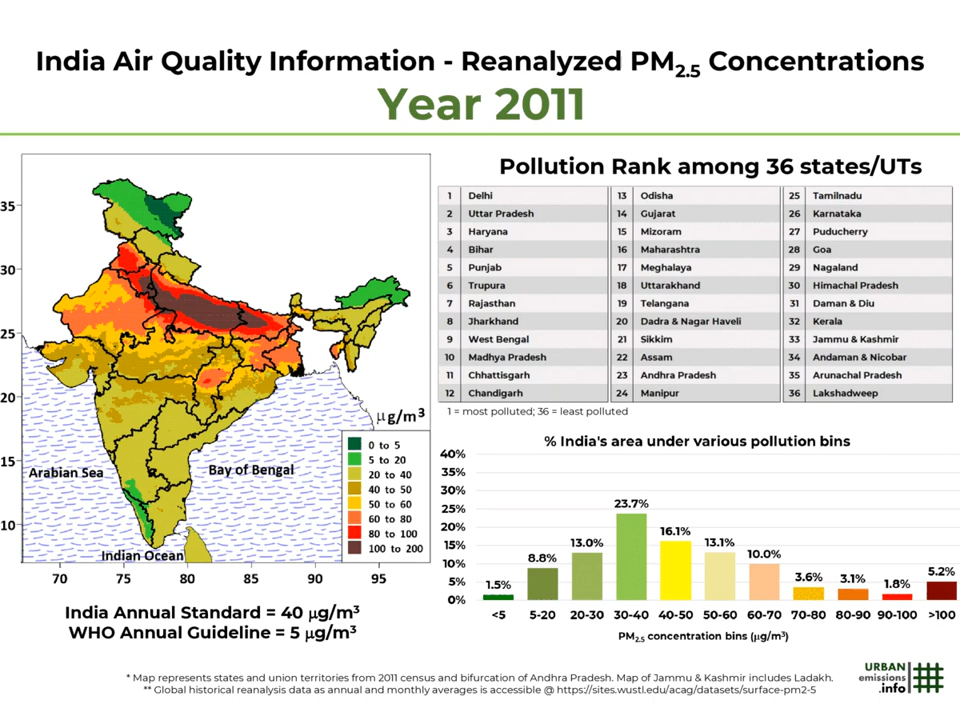 India Air Quality Information - Reanalyzed PM2.5 Concentrations
Year 2011
35
30
25
20
15
10
70 75 80 85 90 95
Arabian Sea
Bay of Bengal
Indian Ocean
μg/m³
0 to 5
5 to 20
20 to 40
40 to 50
50 to 60
60 to 80
80 to 100
100 to 200
India Annual Standard = 40 μg/m³
WHO Annual Guideline = 5 μg/m³
Pollution Rank among 36 states/UTs
1 Delhi 13 Odisha 25 Tamilnadu
2 Uttar Pradesh 14 Gujarat 26 Karnataka
3 Haryana 15 Mizoram 27 Puducherry
4 Bihar 16 Maharashtra 28 Goa
5 Punjab 17 Meghalaya 29 Nagaland
6 Trupura 18 Uttarakhand 30 Himachal Pradesh
7 Rajasthan 19 Telangana 31 Daman & Diu
8 Jharkhand 20 Dadra & Nagar Haveli 32 Kerala
9 West Bengal 21 Sikkim 33 Jammu & Kashmir
10 Madhya Pradesh 22 Assam 34 Andaman & Nicobar
11 Chhattisgarh 23 Andhra Pradesh 35 Arunachal Pradesh
12 Chandigarh 24 Manipur 36 Lakshadweep
1 = most polluted; 36 = least polluted
% India's area under various pollution bins
40%
35%
30%
25%
20%
15%
10%
5%
0%
1.5% 8.8% 13.0% 23.7% 16.1% 13.1% 10.0% 3.6% 3.1% 1.8% 5.2%
<5 5-20 20-30 30-40 40-50 50-60 60-70 70-80 80-90 90-100 >100
PM2.5 concentration bins (μg/m³)
* Map represents states and union territories from 2011 census and bifurcation of Andhra Pradesh. Map of Jammu & Kashmir includes Ladakh.
** Global historical reanalysis data as annual and monthly averages is accessible @ https://sites.wustl.edu/acag/datasets/surface-pm2-5
URBAN
emissions
.info